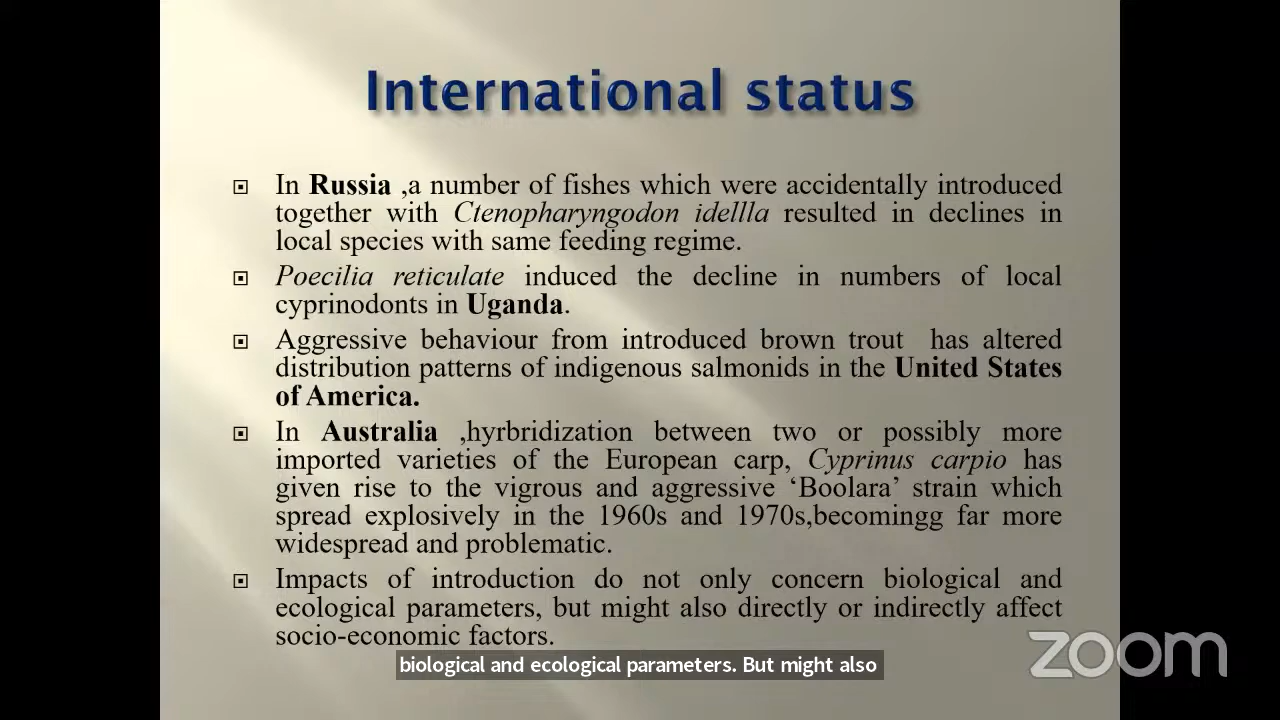 International status
In Russia ,a number of fishes which were accidentally introduced
together with Ctenopharyngodon idellla resulted in declines in
local species with same feeding regime.
Poecilia reticulate induced the decline in numbers of local
cyprinodonts in Uganda.
Aggressive behaviour from introduced brown trout has altered
distribution patterns of indigenous salmonids in the United States
of America.
In Australia ,hyrbridization between two or possibly more
imported varieties of the European carp, Cyprinus carpio has
given rise to the vigrous and aggressive ‘Boolara’ strain which
spread explosively in the 1960s and 1970s,becomingg far more
widespread and problematic.
Impacts of introduction do not only concern biological and
ecological parameters, but might also directly or indirectly affect
socio-economic factors.
biological and ecological parameters. But might also
zoom